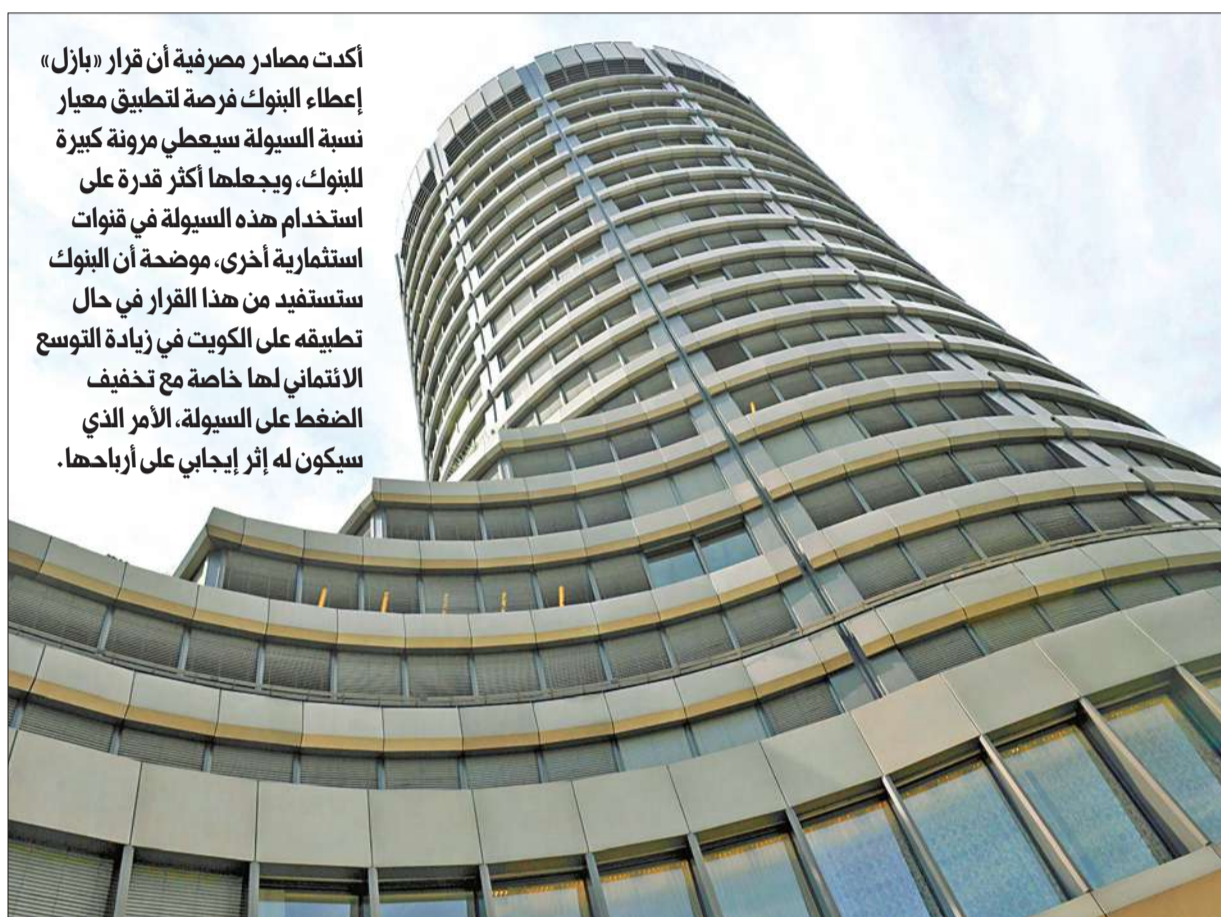 أكدت مصادر مصرفية أن قرار «بازل»
إعطاء البنوك فرصة لتطبيق معيار
نسبة السيولة سيعطي مرونة كبيرة
للبنوك، ويجعلها أكثر قدرة على
استخدام هذه السيولة في قنوات
استثمارية أخرى، موضحة أن البنوك
ستستفيد من هذا القرار في حال
تطبيقه على الكويت في زيادة التوسع
الائتماني لها خاصة مع تخفيف
الضغط على السيولة، الأمر الذي
سيكون له إثر إيجابي على أرباحها.